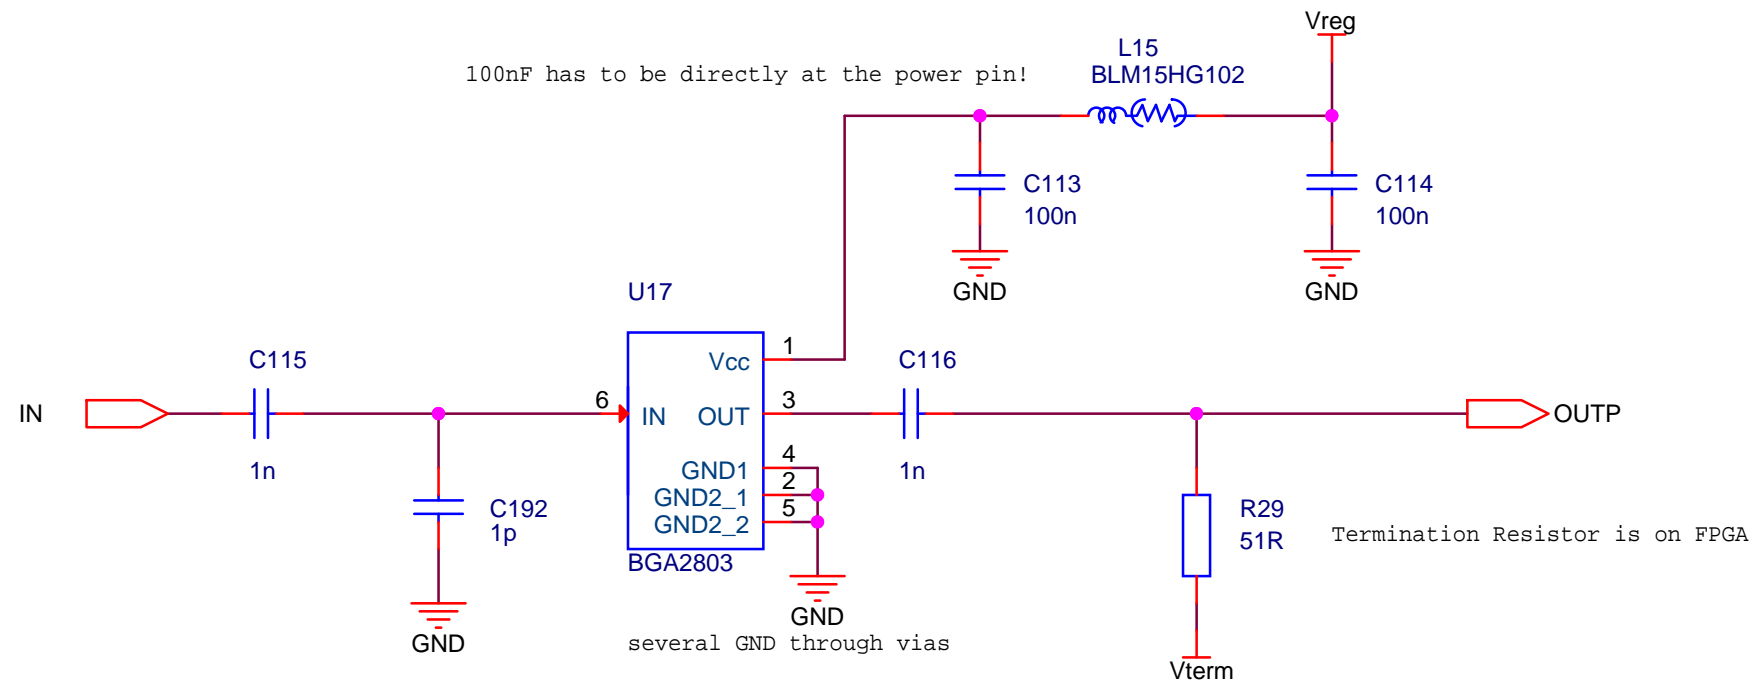 Vreg
L15
100nF has to be directly at the power pin!
BLM15HG102
C113
100n
C114
100n
GND
GND
U17
C115
Vcc
1
C116
IN
6
IN
OUT
3
OUTP
1n
GND1
4
1n
GND2_1
2
C192
1p
GND2_2
5
R29
51R
Termination Resistor is on FPGA
BGA2803
GND
GND
several GND through vias
Vterm